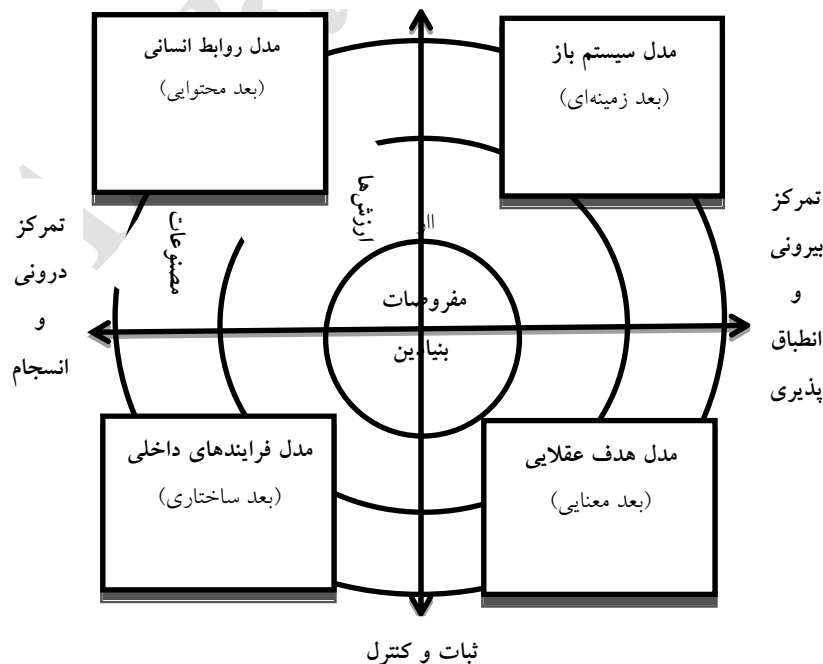 مدل روابط انسانی
(بعد محتوایی)
مدل سیستم باز
(بعد زمینه‌ای)
ارزش‌ها
مصنوعات
تمرکز
درونی
و
انسجام
تمرکز
بیرونی
و
انطباق
پذیری
مفروضات
بنیادین
مدل فرایندهای داخلی
(بعد ساختاری)
مدل هدف عقلایی
(بعد معنایی)
ثبات و کنترل